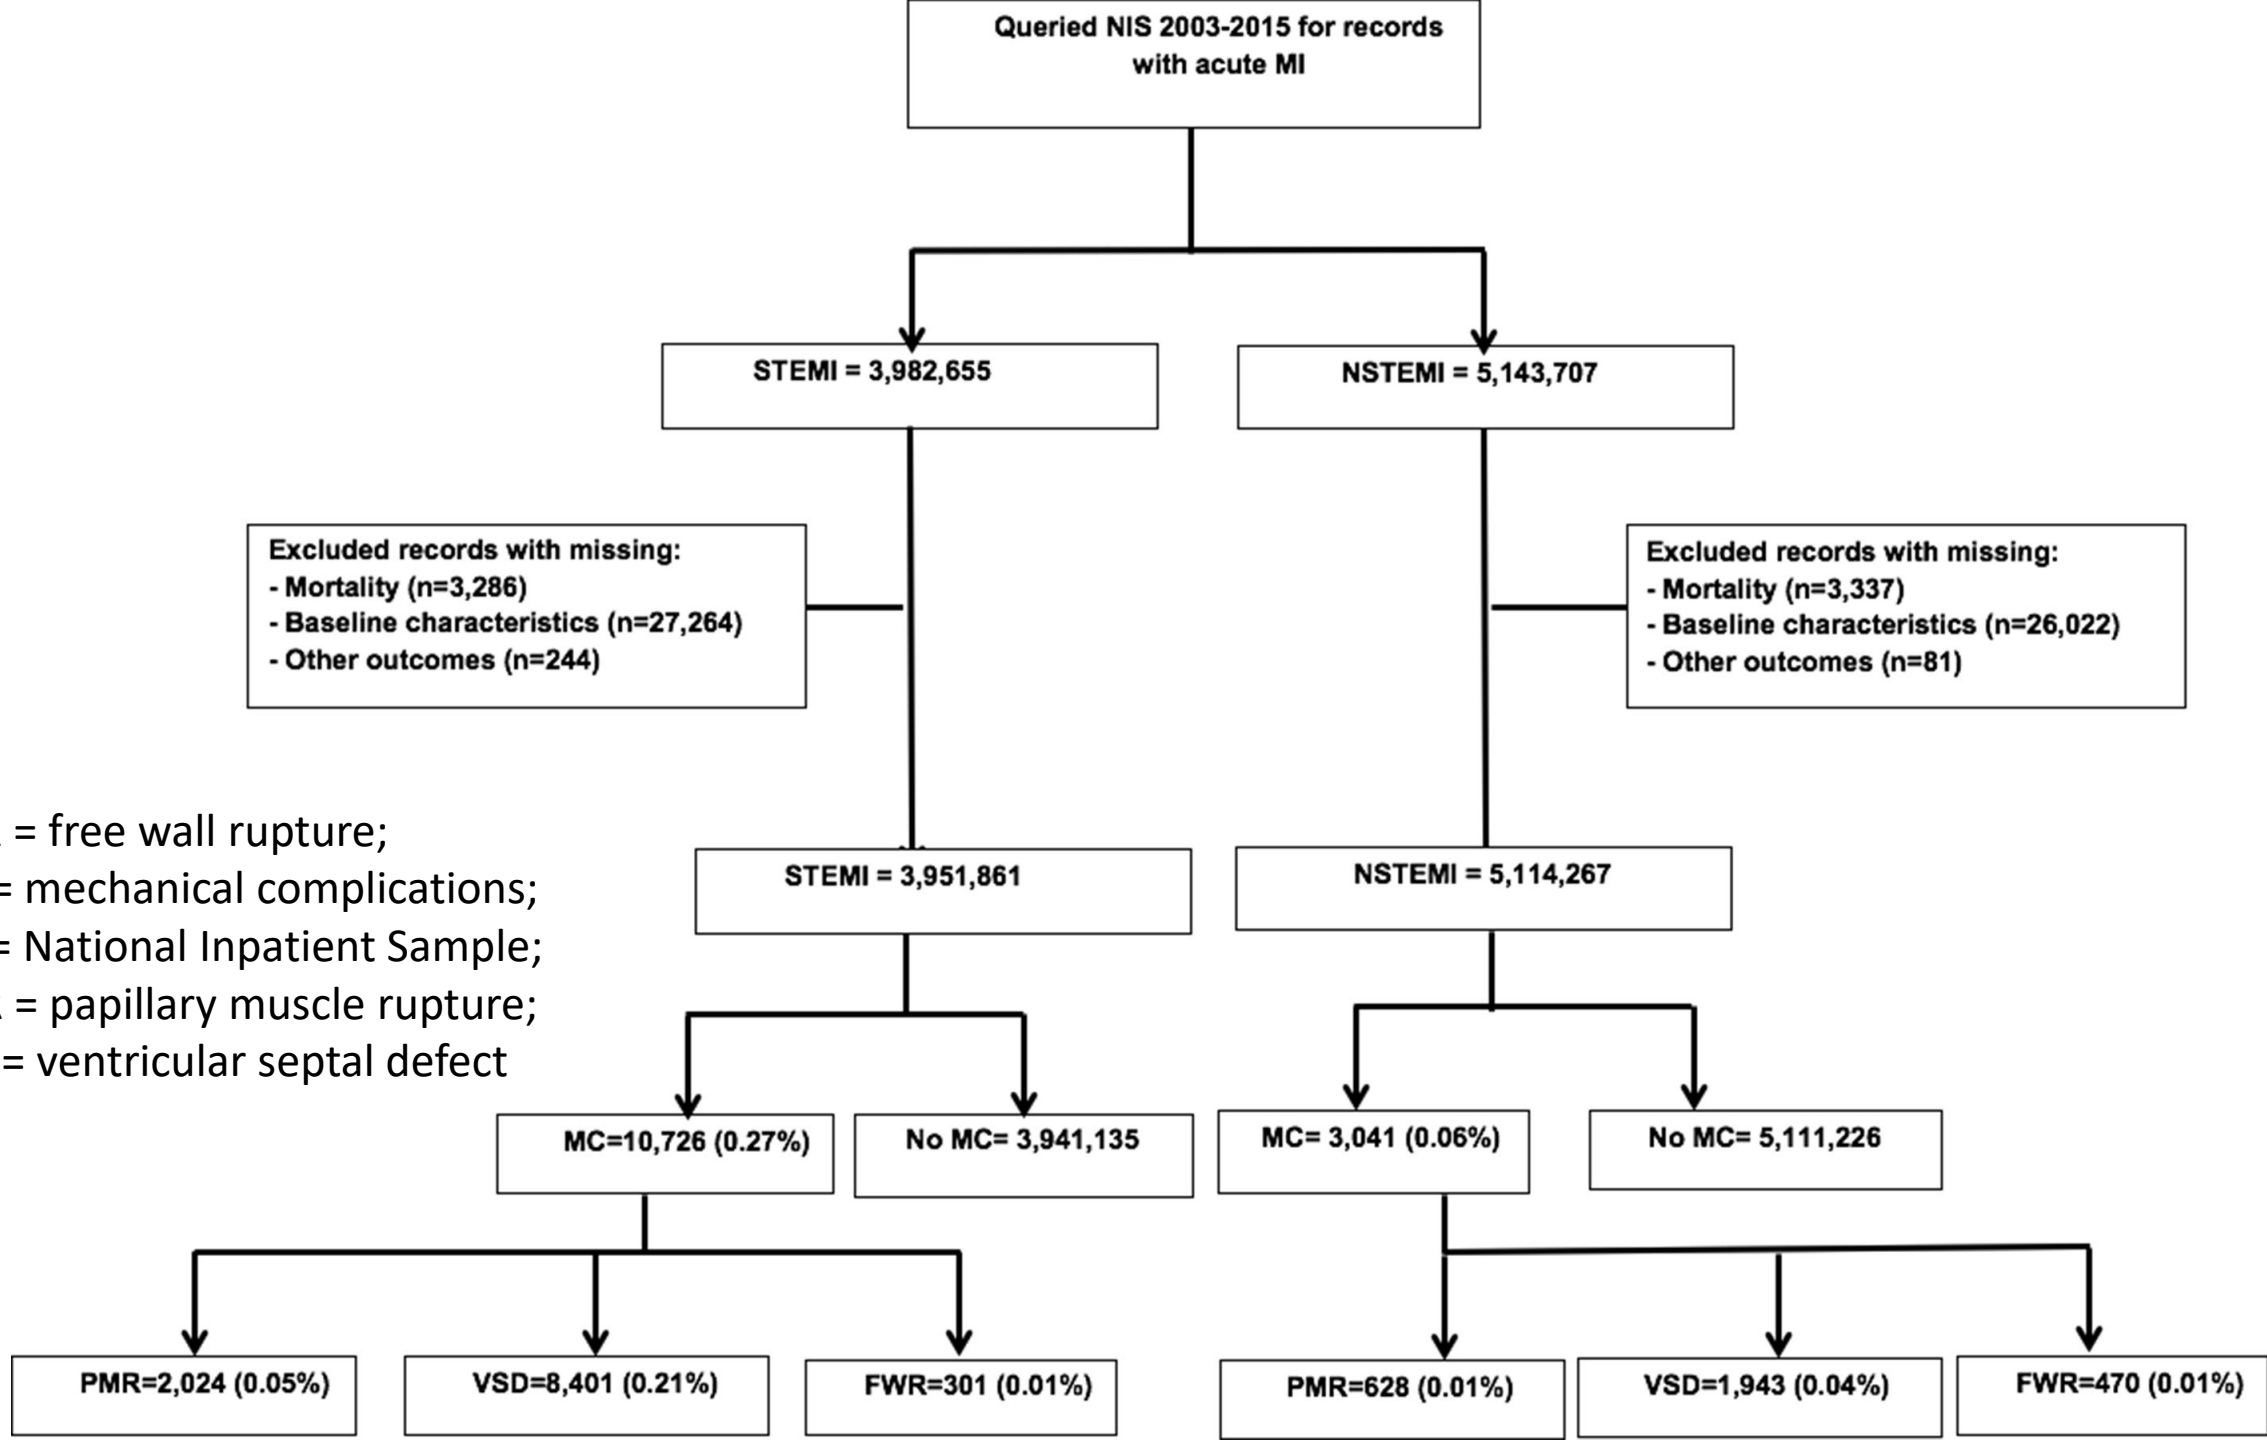 Queried NIS 2003-2015 for records
with acute MI
STEMI = 3,982,655
NSTEMI = 5,143,707
Excluded records with missing:
- Mortality (n=3,286)
- Baseline characteristics (n=27,264)
- Other outcomes (n=244)
Excluded records with missing:
- Mortality (n=3,337)
- Baseline characteristics (n=26,022)
- Other outcomes (n=81)
= free wall rupture;
= mechanical complications;
= National Inpatient Sample;
= papillary muscle rupture;
= ventricular septal defect
STEMI = 3,951,861
NSTEMI = 5,114,267
MC=10,726 (0.27%)
No MC= 3,941,135
MC= 3,041 (0.06%)
No MC= 5,111,226
PMR=2,024 (0.05%)
VSD=8,401 (0.21%)
FWR=301 (0.01%)
PMR=628 (0.01%)
VSD=1,943 (0.04%)
FWR=470 (0.01%)